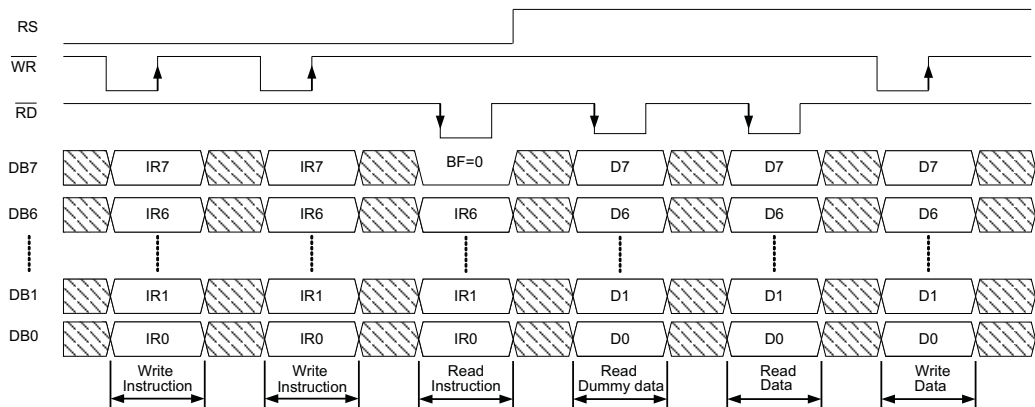 RS
WR
RD
DB7 IR7 IR7 BF=0 D7 D7 D7
DB6 IR6 IR6 IR6 D6 D6 D6
DB1 IR1 IR1 IR1 D1 D1 D1
DB0 IR0 IR0 IR0 D0 D0 D0
Write Write Read Read Read Write
Instruction Instruction Instruction Dummy data Data Data